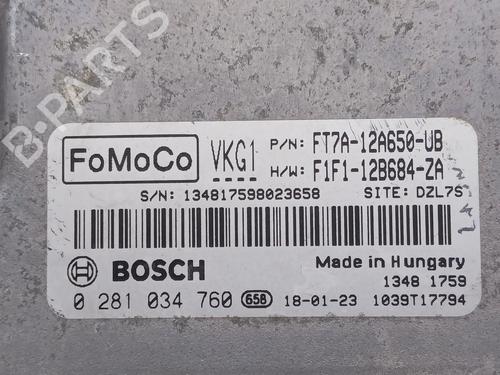 B-PARTS
FoMoCo VKG1 P/N: FT7A-12A650-UB
H/W: F1F1-12B684-ZA
S/N: 134817598023658 SITE: DZL7S
BOSCH Made in Hungary
1348 1759
0 281 034 760 658 18-01-23 1039T17794